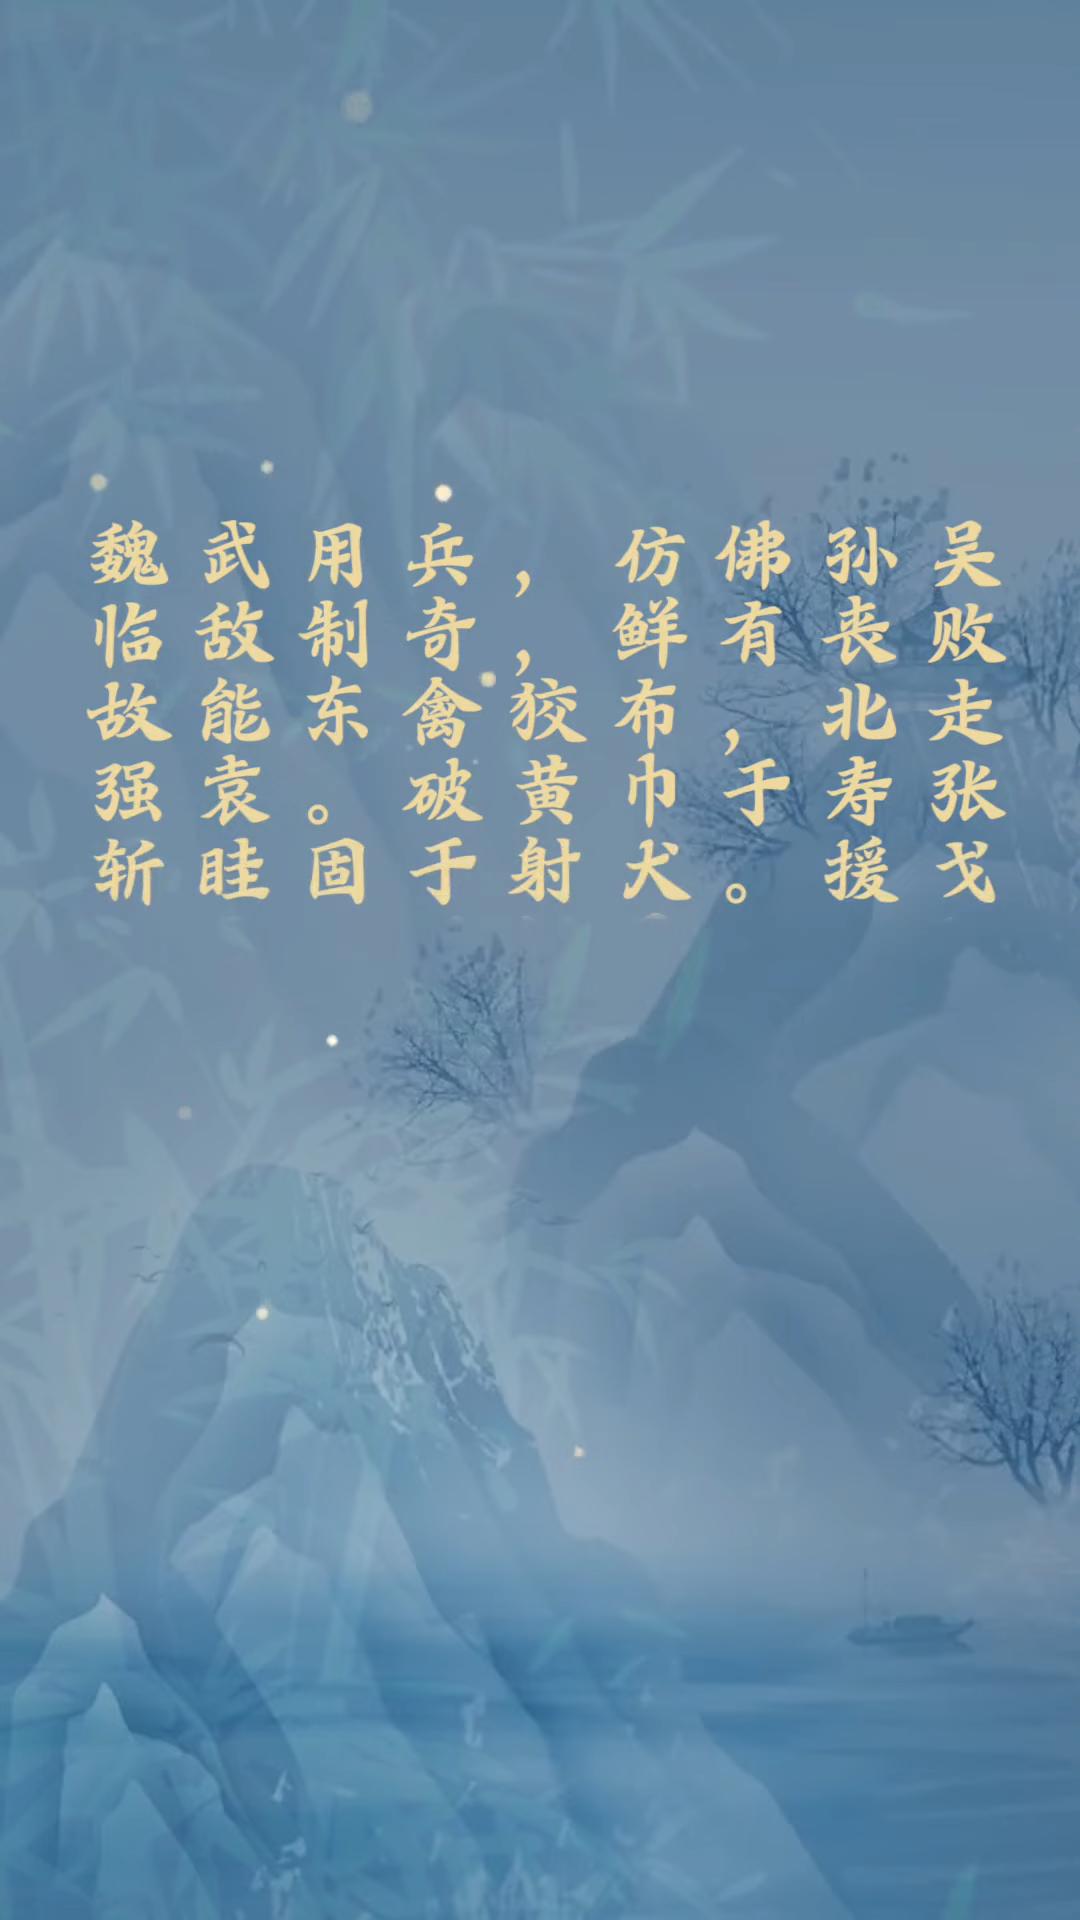 魏武用兵，仿佛孙吴
临敌制奇，鲜有丧败
故能东禽狡布，北走
强袁。破黄巾于寿张
斩眭固于射犬。援戈